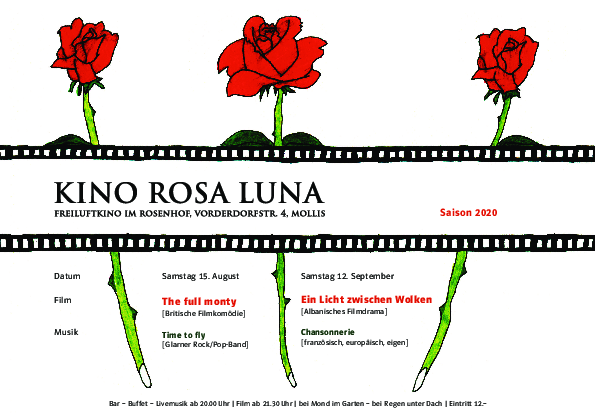 KINO ROSA LUNA
FREILUFTKINO IM ROSENHOF, VORDERDORFSTR. 4, MOLLIS
Saison 2020
Datum Samstag 15. August Samstag 12. September
Film The full monty Ein Licht zwischen Wolken
[Britische Filmkomödie] [Albanisches Filmdrama]
Musik Time to fly Chansonnerie
[Glarner Rock/Pop-Band] [französisch, europäisch, eigen]
Bar – Buffet – Livemusik ab 20.00 Uhr | Film ab 21.30 Uhr | bei Mond im Garten – bei Regen unter Dach | Eintritt 12.–